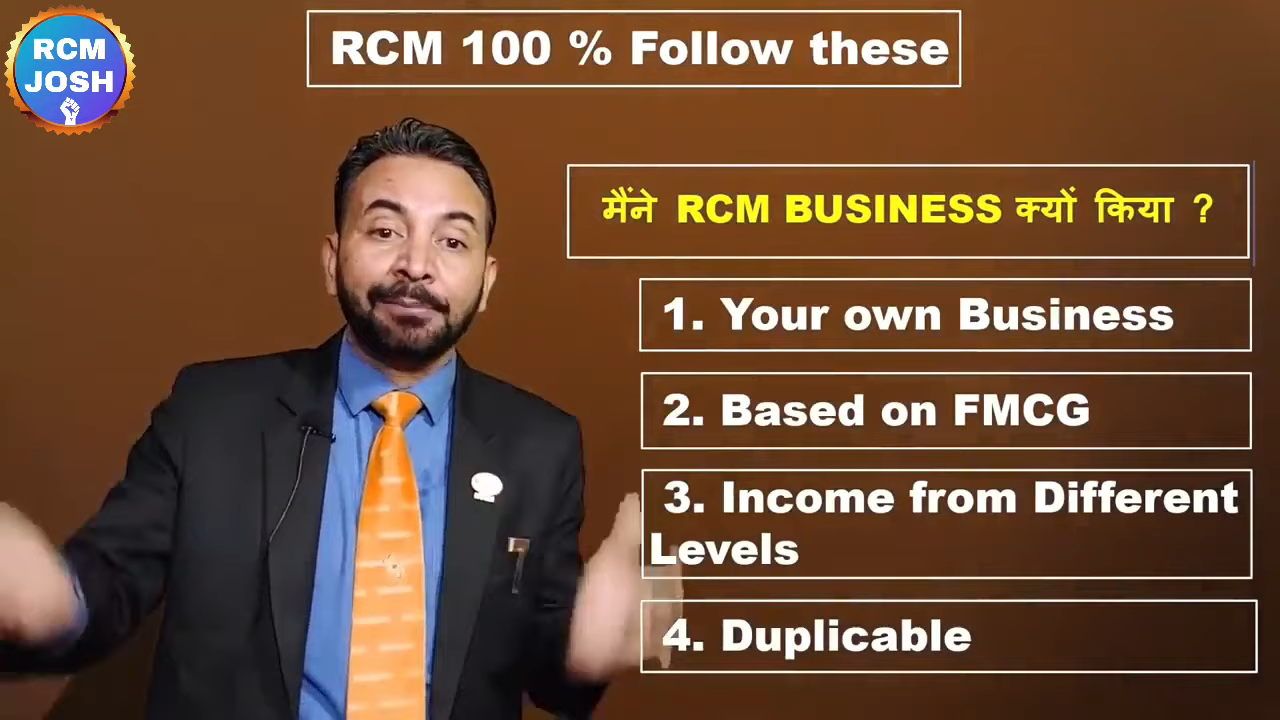 RCM
JOSH
RCM 100 % Follow these
मैंने RCM BUSINESS क्यों किया ?
1. Your own Business
2. Based on FMCG
3. Income from Different
Levels
4. Duplicable